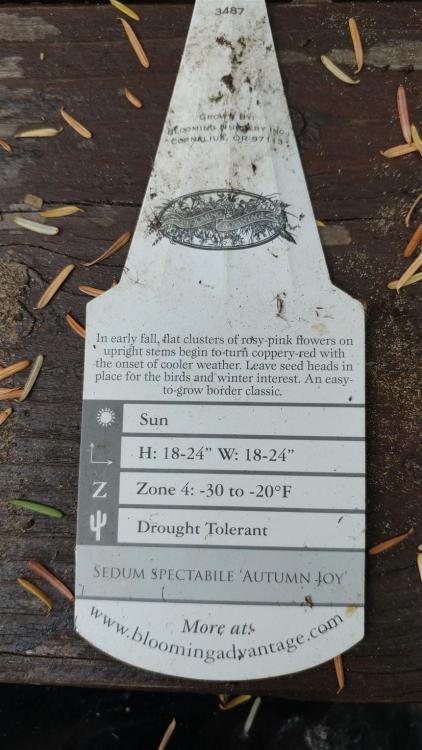 3487
GROWN BY:
BLOOMING NURSERY INC.
CORNELIUS, OR 97113
BLOOMING ADVANTAGE
In early fall, flat clusters of rosy-pink flowers on
upright stems begin to turn coppery-red with
the onset of cooler weather. Leave seed heads in
place for the birds and winter interest. An easy-
to-grow border classic.
Sun
H: 18-24" W: 18-24"
Z Zone 4: -30 to -20°F
Drought Tolerant
SEDUM SPECTABILE 'AUTUMN JOY'
More at:
www.bloomingadvantage.com